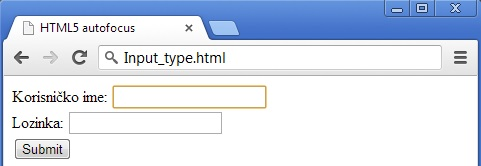 HTML5 autofocus
Input_type.html
Korisničko ime:
Lozinka:
Submit